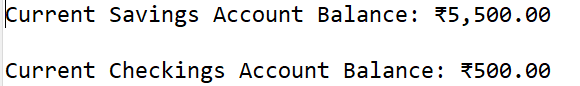 Current Savings Account Balance: ₹5,500.00
Current Checkings Account Balance: ₹500.00